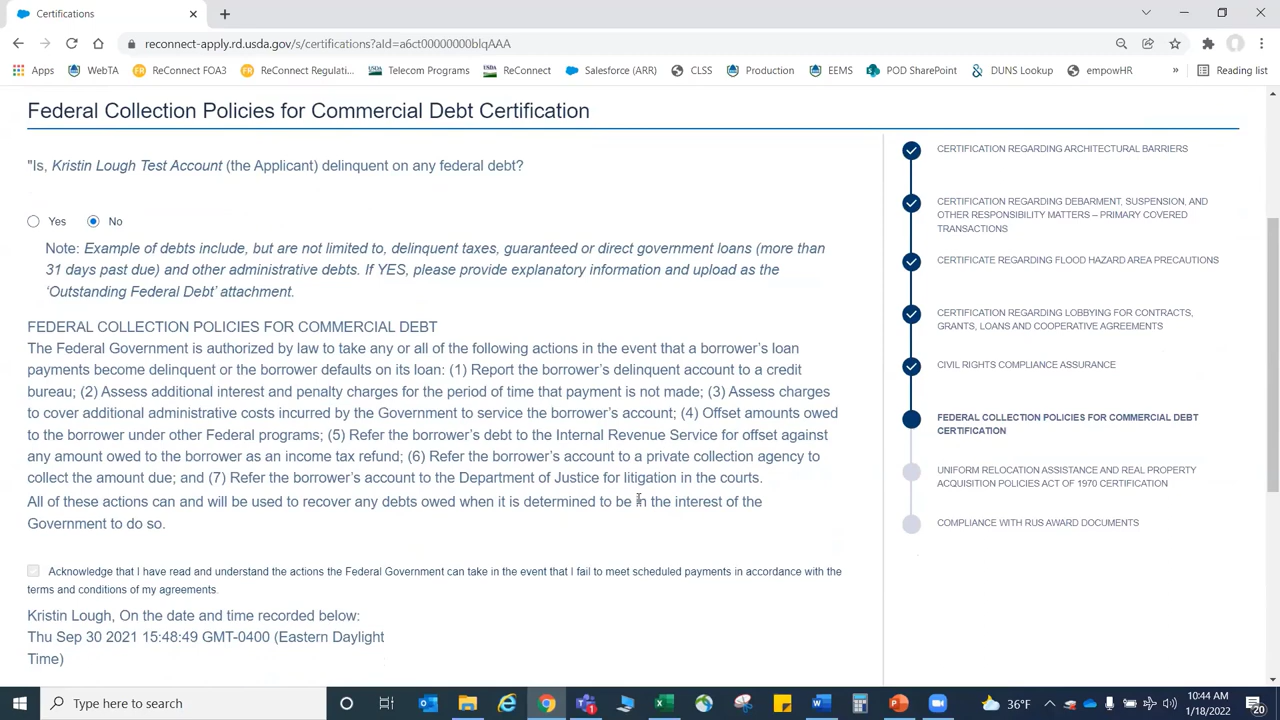 Certifications
reconnect-apply.rd.usda.gov/s/certifications?aId=a6ct00000000blqAAA
Apps
WebTA
FR
ReConnect FOA3
FR
ReConnect Regulati...
USDA
Telecom Programs
USDA
ReConnect
Salesforce (ARR)
CLSS
Production
EEMS
POD SharePoint
DUNS Lookup
empowHR
»
Reading list
Federal Collection Policies for Commercial Debt Certification
"Is, Kristin Lough Test Account (the Applicant) delinquent on any federal debt?
Yes
No
Note: Example of debts include, but are not limited to, delinquent taxes, guaranteed or direct government loans (more than
31 days past due) and other administrative debts. If YES, please provide explanatory information and upload as the
‘Outstanding Federal Debt’ attachment.
FEDERAL COLLECTION POLICIES FOR COMMERCIAL DEBT
The Federal Government is authorized by law to take any or all of the following actions in the event that a borrower’s loan
payments become delinquent or the borrower defaults on its loan: (1) Report the borrower’s delinquent account to a credit
bureau; (2) Assess additional interest and penalty charges for the period of time that payment is not made; (3) Assess charges
to cover additional administrative costs incurred by the Government to service the borrower’s account; (4) Offset amounts owed
to the borrower under other Federal programs; (5) Refer the borrower’s debt to the Internal Revenue Service for offset against
any amount owed to the borrower as an income tax refund; (6) Refer the borrower’s account to a private collection agency to
collect the amount due; and (7) Refer the borrower’s account to the Department of Justice for litigation in the courts.
All of these actions can and will be used to recover any debts owed when it is determined to be in the interest of the
Government to do so.
Acknowledge that I have read and understand the actions the Federal Government can take in the event that I fail to meet scheduled payments in accordance with the
terms and conditions of my agreements.
Kristin Lough, On the date and time recorded below:
Thu Sep 30 2021 15:48:49 GMT-0400 (Eastern Daylight
Time)
CERTIFICATION REGARDING ARCHITECTURAL BARRIERS
CERTIFICATION REGARDING DEBARMENT, SUSPENSION, AND
OTHER RESPONSIBILITY MATTERS – PRIMARY COVERED
TRANSACTIONS
CERTIFICATE REGARDING FLOOD HAZARD AREA PRECAUTIONS
CERTIFICATION REGARDING LOBBYING FOR CONTRACTS,
GRANTS, LOANS AND COOPERATIVE AGREEMENTS
CIVIL RIGHTS COMPLIANCE ASSURANCE
FEDERAL COLLECTION POLICIES FOR COMMERCIAL DEBT
CERTIFICATION
UNIFORM RELOCATION ASSISTANCE AND REAL PROPERTY
ACQUISITION POLICIES ACT OF 1970 CERTIFICATION
COMPLIANCE WITH RUS AWARD DOCUMENTS
Type here to search
36°F
10:44 AM
1/18/2022
20